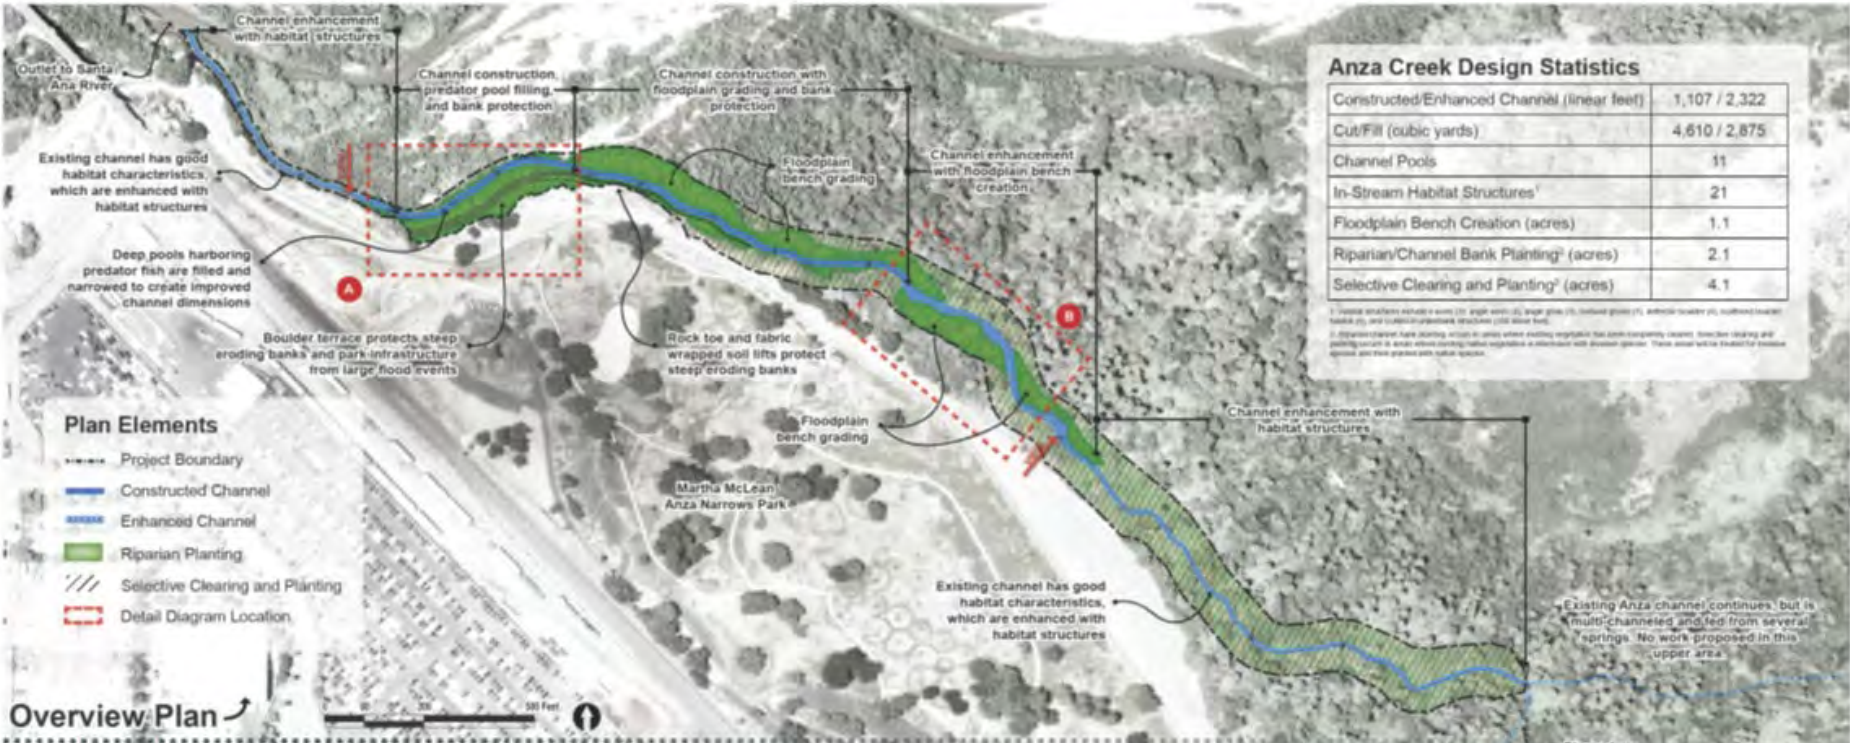 Channel enhancement
with habitat structures
Outlet to Santa
Ana River
Channel construction,
predator pool filling,
and bank protection
Channel construction with
floodplain grading and bank
protection
Existing channel has good
habitat characteristics,
which are enhanced with
habitat structures
Floodplain
bench grading
Channel enhancement
with floodplain bench
creation
Deep pools harboring
predator fish are filled and
narrowed to create improved
channel dimensions
A
B
Boulder terrace protects steep
eroding banks and park infrastructure
from large flood events
Rock toe and fabric
wrapped soil lifts protect
steep eroding banks
Floodplain
bench grading
Channel enhancement with
habitat structures
Martha McLean
Anza Narrows Park
Existing channel has good
habitat characteristics,
which are enhanced with
habitat structures
Existing Anza channel continues, but is
multi-channeled and fed from several
springs. No work proposed in this
upper area.
Anza Creek Design Statistics
Constructed/Enhanced Channel (linear feet) 1,107 / 2,322
Cut/Fill (cubic yards) 4,610 / 2,875
Channel Pools 11
In-Stream Habitat Structures¹ 21
Floodplain Bench Creation (acres) 1.1
Riparian/Channel Bank Planting² (acres) 2.1
Selective Clearing and Planting² (acres) 4.1
Plan Elements
Project Boundary
Constructed Channel
Enhanced Channel
Riparian Planting
Selective Clearing and Planting
Detail Diagram Location
Overview Plan
0
500 Feet